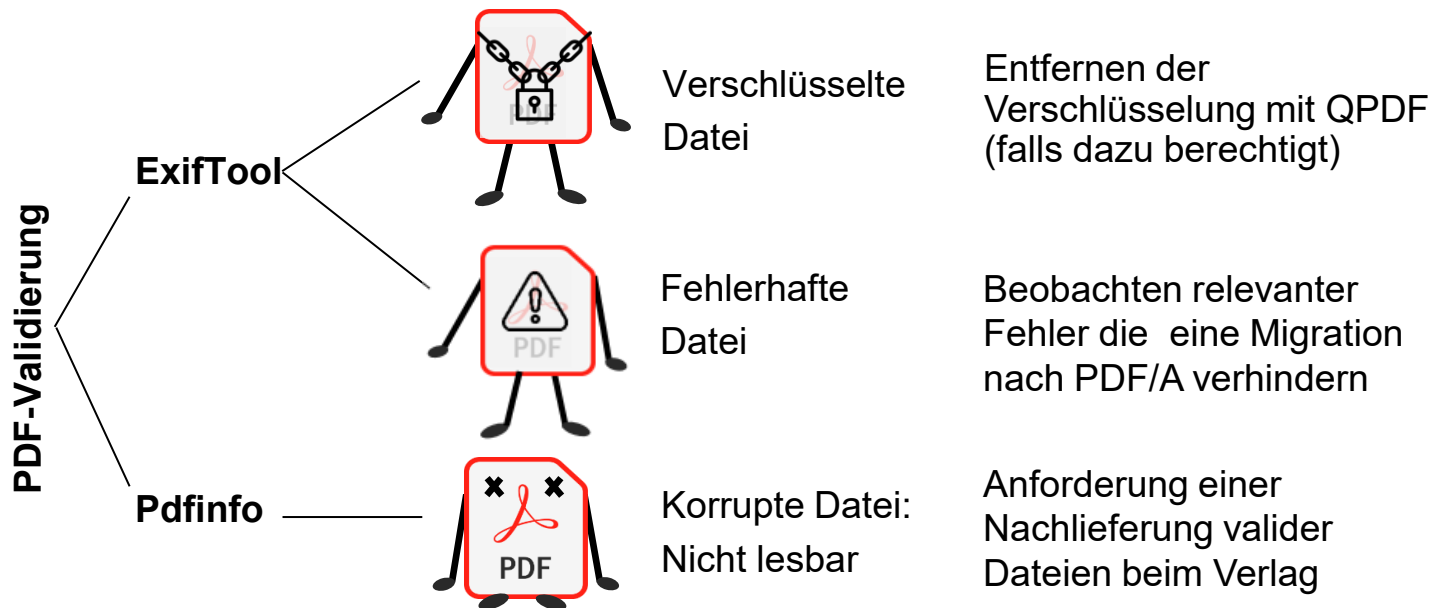 PDF-Validierung
ExifTool
PDF
Verschlüsselte
Datei
Entfernen der
Verschlüsselung mit QPDF
(falls dazu berechtigt)
PDF
Fehlerhafte
Datei
Beobachten relevanter
Fehler die  eine Migration
nach PDF/A verhindern
Pdfinfo
PDF
Korrupte Datei:
Nicht lesbar
Anforderung einer
Nachlieferung valider
Dateien beim Verlag